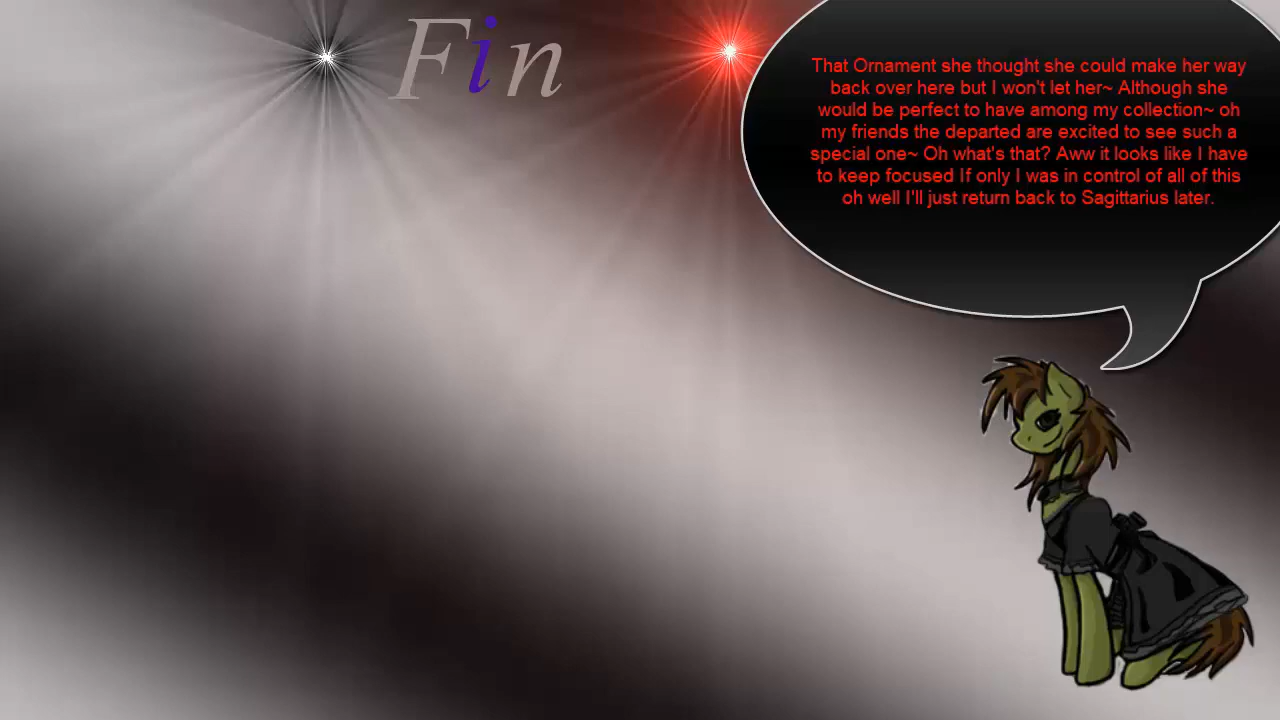 Fin
That Ornament she thought she could make her way
back over here but I won't let her~ Although she
would be perfect to have among my collection~ oh
my friends the departed are excited to see such a
special one~ Oh what's that? Aww it looks like I have
to keep focused If only I was in control of all of this
oh well I'll just return back to Sagittarius later.